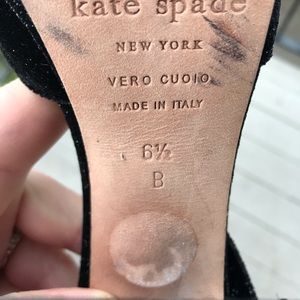 kate spade
NEW YORK
VERO CUOIO
MADE IN ITALY
6½
B